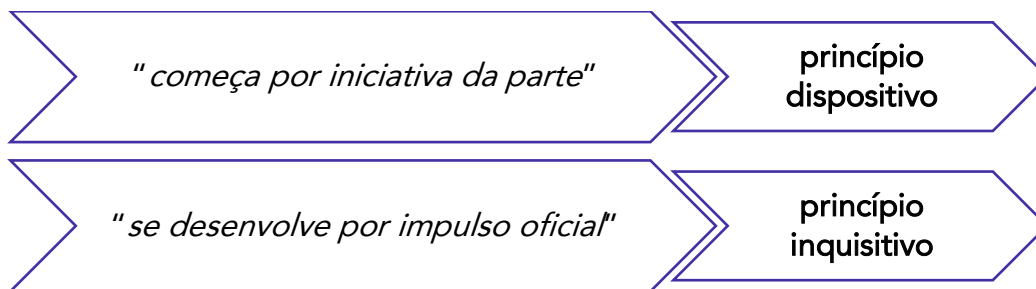 "começa por iniciativa da parte"
princípio
dispositivo
"se desenvolve por impulso oficial"
princípio
inquisitivo